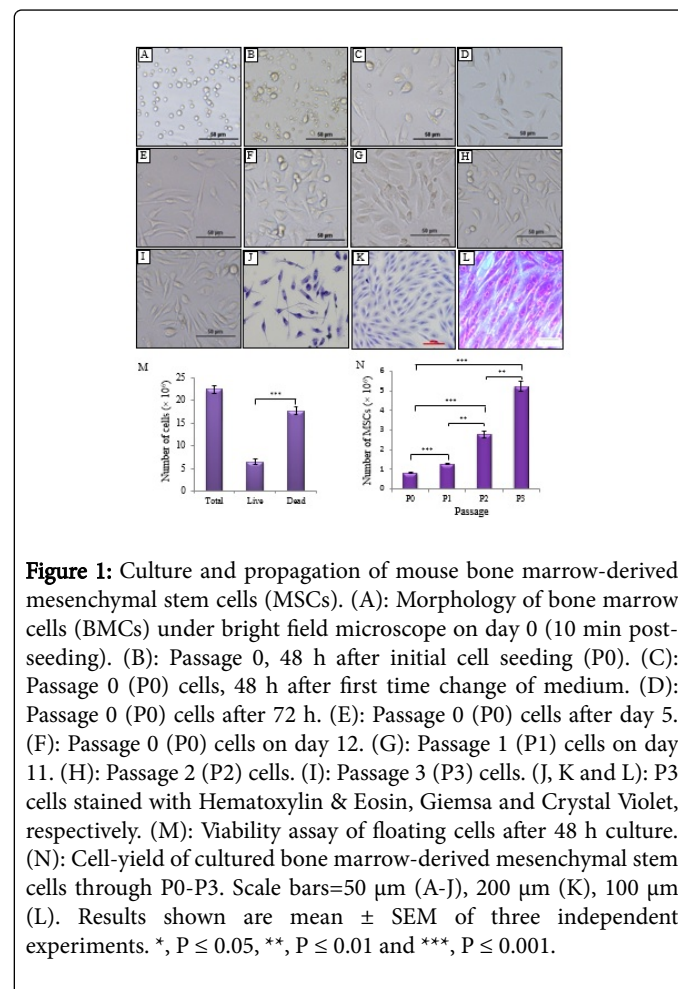 A
B
C
D
50 µm
50 µm
50 µm
50 µm
E
F
G
H
50 µm
50 µm
50 µm
50 µm
I
J
K
L
50 µm
M
N
Number of cells (× 10⁶)
25
20
15
10
5
0
***
Total
Live
Dead
Number of MSCs (× 10⁶)
6
5
4
3
2
1
0
***
***
**
***
**
P0
P1
P2
P3
Passage
Figure 1: Culture and propagation of mouse bone marrow-derived
mesenchymal stem cells (MSCs). (A): Morphology of bone marrow
cells (BMCs) under bright field microscope on day 0 (10 min post-
seeding). (B): Passage 0, 48 h after initial cell seeding (P0). (C):
Passage 0 (P0) cells, 48 h after first time change of medium. (D):
Passage 0 (P0) cells after 72 h. (E): Passage 0 (P0) cells after day 5.
(F): Passage 0 (P0) cells on day 12. (G): Passage 1 (P1) cells on day
11. (H): Passage 2 (P2) cells. (I): Passage 3 (P3) cells. (J, K and L): P3
cells stained with Hematoxylin & Eosin, Giemsa and Crystal Violet,
respectively. (M): Viability assay of floating cells after 48 h culture.
(N): Cell-yield of cultured bone marrow-derived mesenchymal stem
cells through P0-P3. Scale bars=50 µm (A-J), 200 µm (K), 100 µm
(L). Results shown are mean ± SEM of three independent
experiments. *, P ≤ 0.05, **, P ≤ 0.01 and ***, P ≤ 0.001.